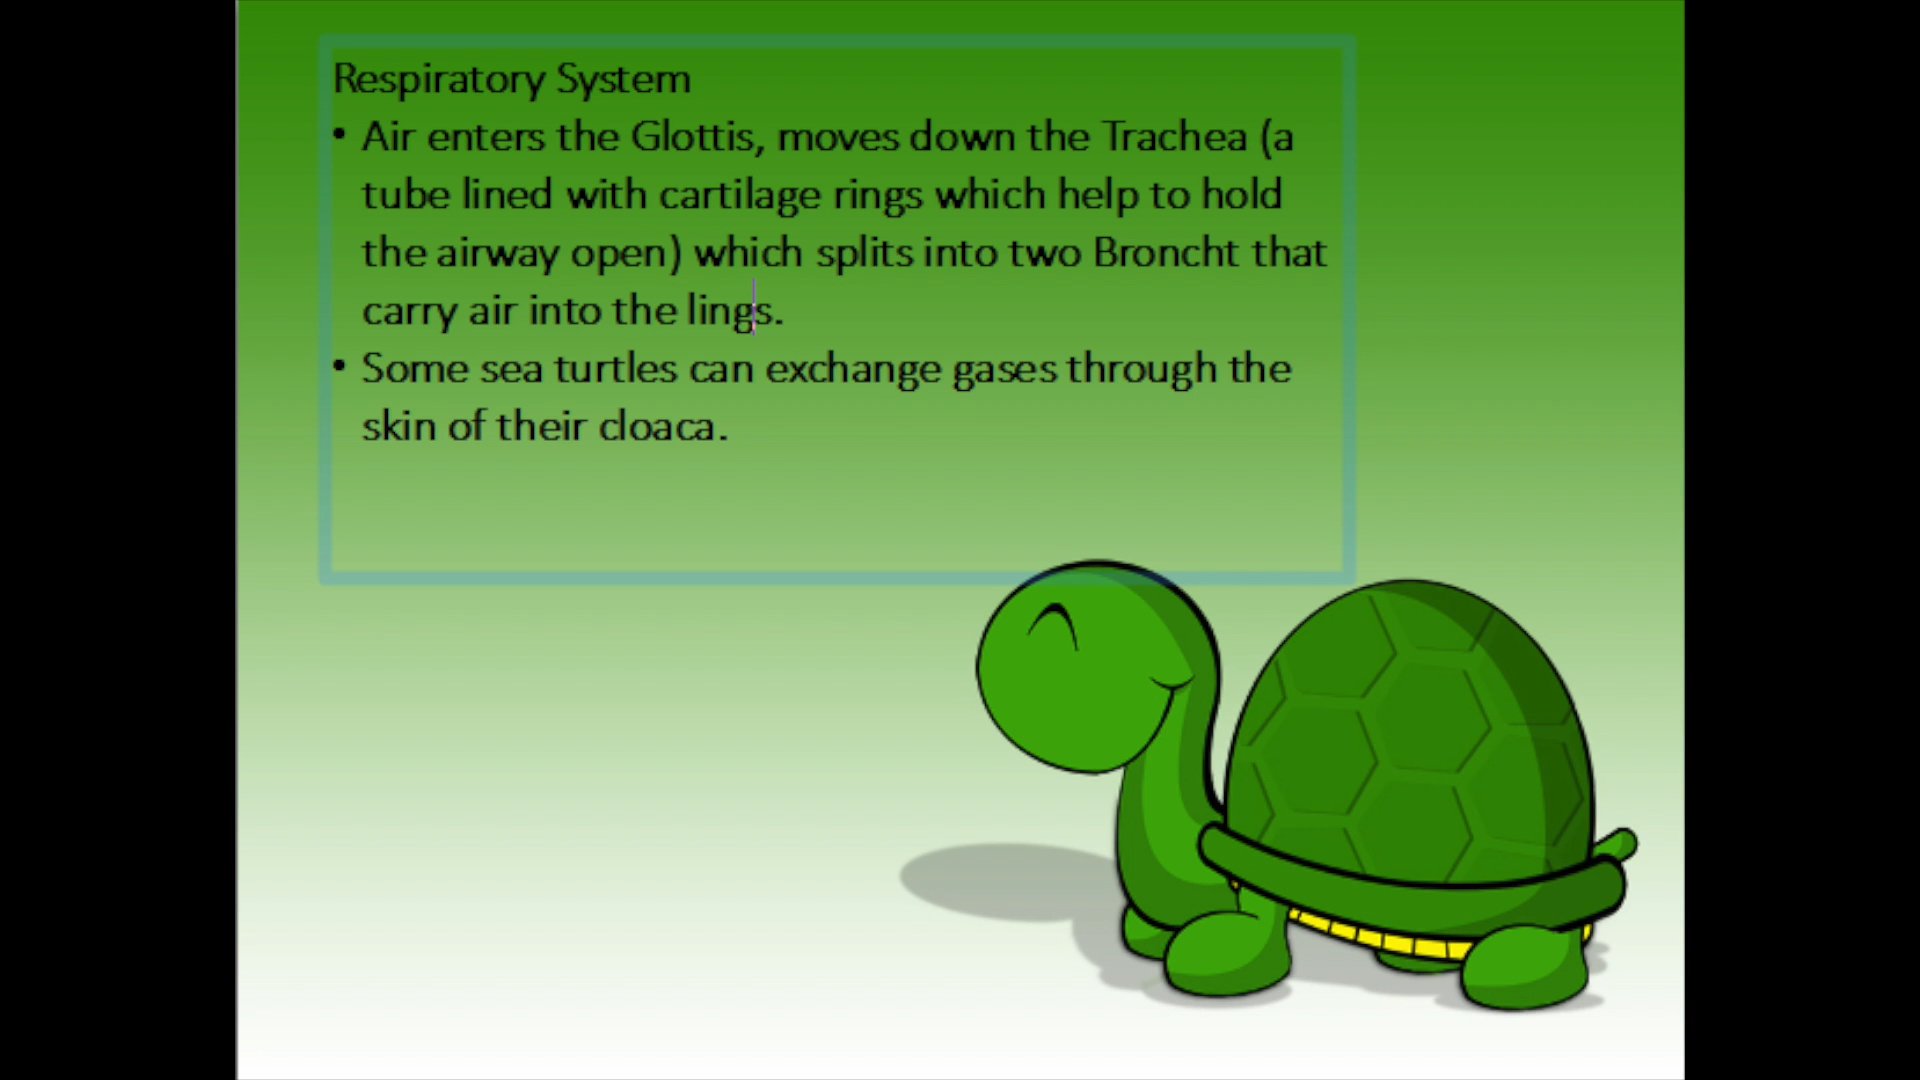 Respiratory System
• Air enters the Glottis, moves down the Trachea (a
tube lined with cartilage rings which help to hold
the airway open) which splits into two Broncht that
carry air into the lings.
• Some sea turtles can exchange gases through the
skin of their cloaca.